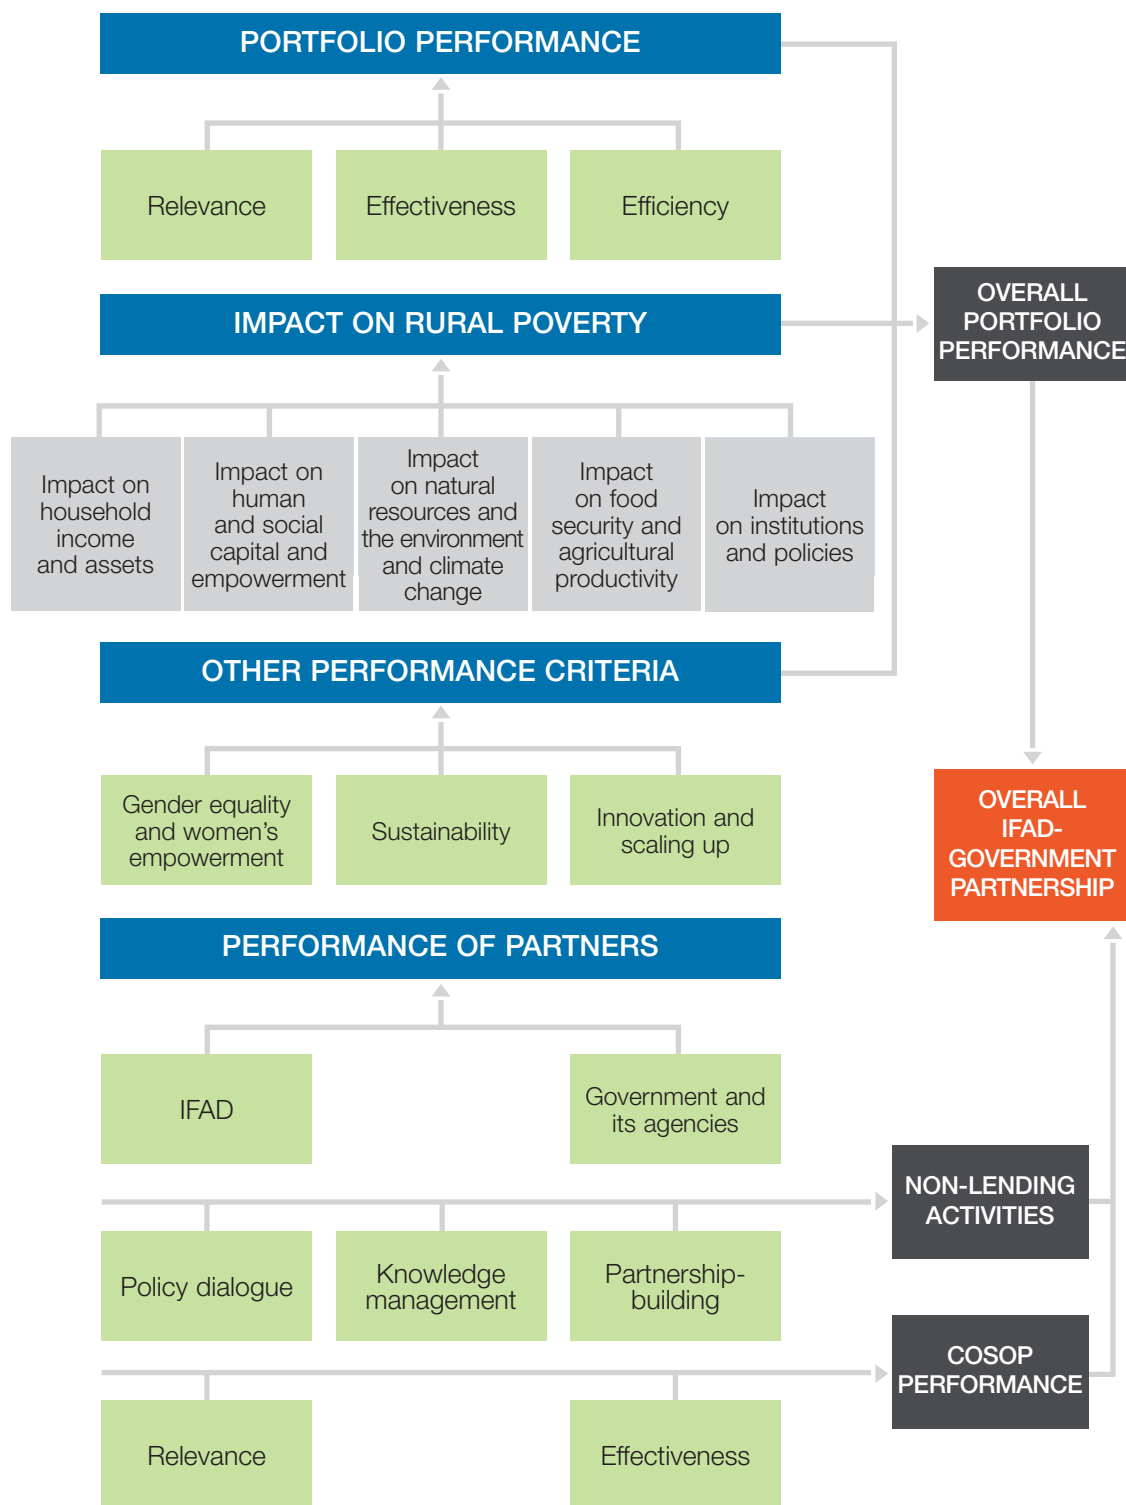 PORTFOLIO PERFORMANCE
Relevance
Effectiveness
Efficiency
IMPACT ON RURAL POVERTY
OVERALL
PORTFOLIO
PERFORMANCE
Impact on
household
income
and assets
Impact on
human
and social
capital and
empowerment
Impact
on natural
resources and
the environment
and climate
change
Impact
on food
security and
agricultural
productivity
Impact
on institutions
and policies
OTHER PERFORMANCE CRITERIA
Gender equality
and women's
empowerment
Sustainability
Innovation and
scaling up
OVERALL
IFAD-
GOVERNMENT
PARTNERSHIP
PERFORMANCE OF PARTNERS
IFAD
Government and
its agencies
NON-LENDING
ACTIVITIES
Policy dialogue
Knowledge
management
Partnership-
building
COSOP
PERFORMANCE
Relevance
Effectiveness